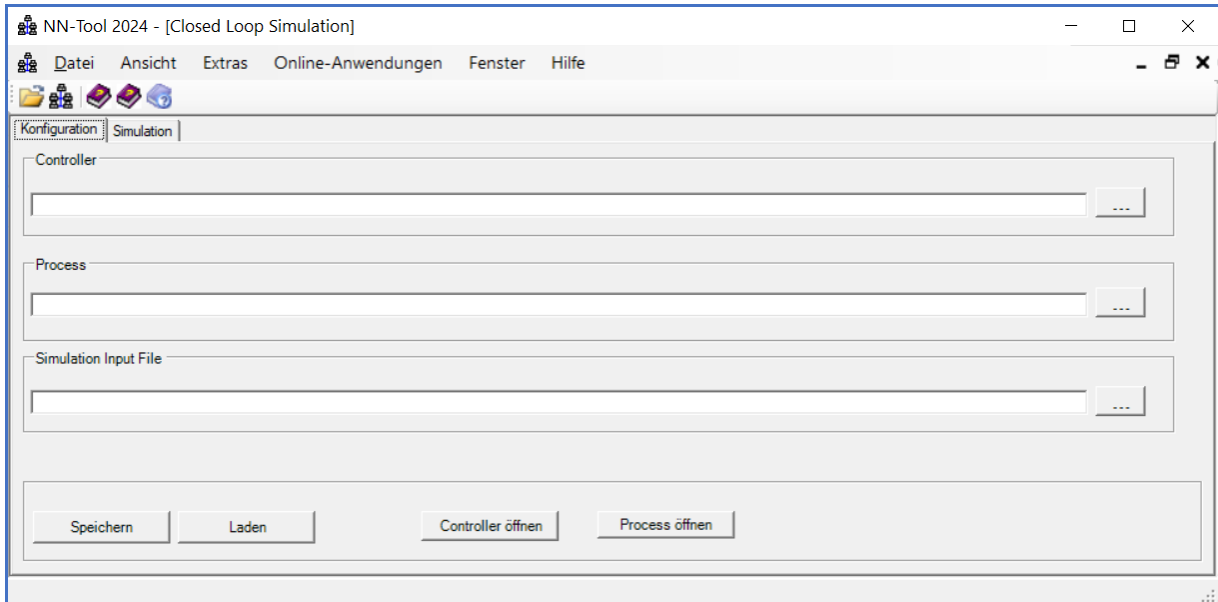 NN-Tool 2024 - [Closed Loop Simulation]
Datei Ansicht Extras Online-Anwendungen Fenster Hilfe
Konfiguration Simulation
Controller
...
Process
...
Simulation Input File
...
Speichern Laden Controller öffnen Process öffnen